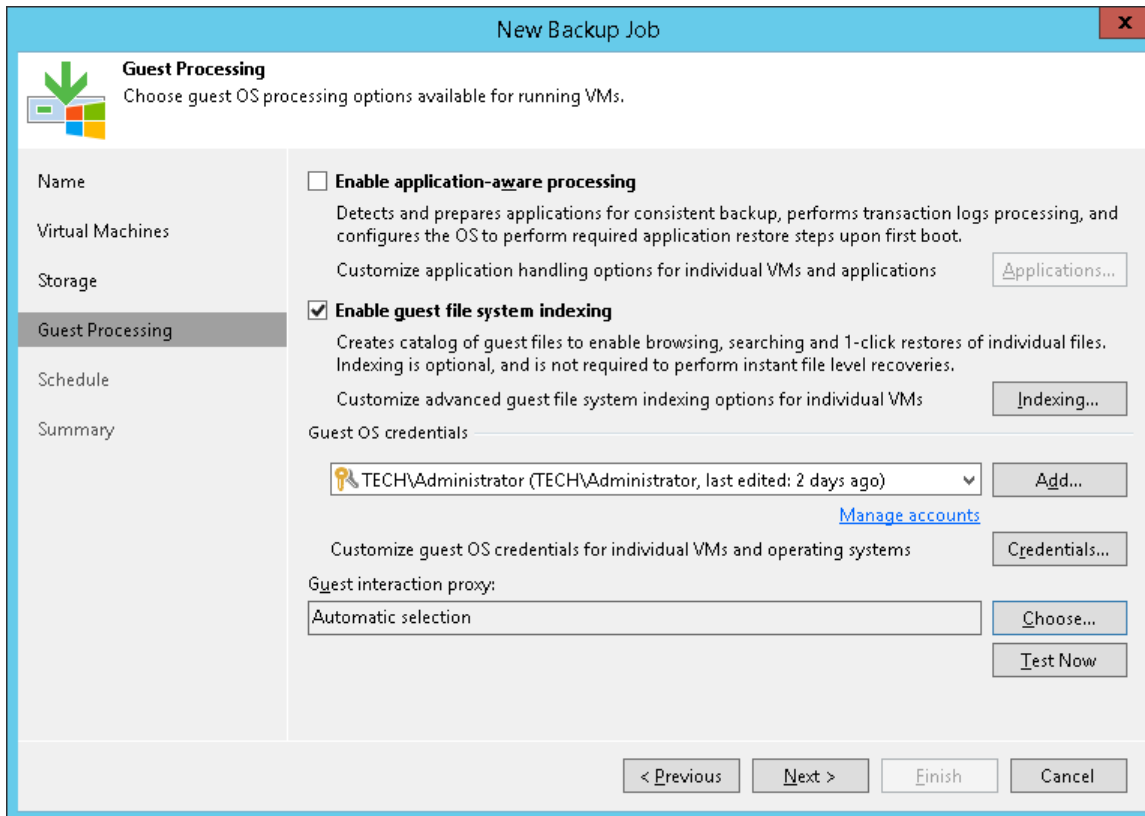 New Backup Job
x
Guest Processing
Choose guest OS processing options available for running VMs.
Name
Virtual Machines
Storage
Guest Processing
Schedule
Summary
Enable application-aware processing
Detects and prepares applications for consistent backup, performs transaction logs processing, and
configures the OS to perform required application restore steps upon first boot.
Customize application handling options for individual VMs and applications
Applications...
Enable guest file system indexing
Creates catalog of guest files to enable browsing, searching and 1-click restores of individual files.
Indexing is optional, and is not required to perform instant file level recoveries.
Customize advanced guest file system indexing options for individual VMs
Indexing...
Guest OS credentials
TECH\Administrator (TECH\Administrator, last edited: 2 days ago)
Add...
Manage accounts
Customize guest OS credentials for individual VMs and operating systems
Credentials...
Guest interaction proxy:
Automatic selection
Choose...
Test Now
< Previous
Next >
Finish
Cancel